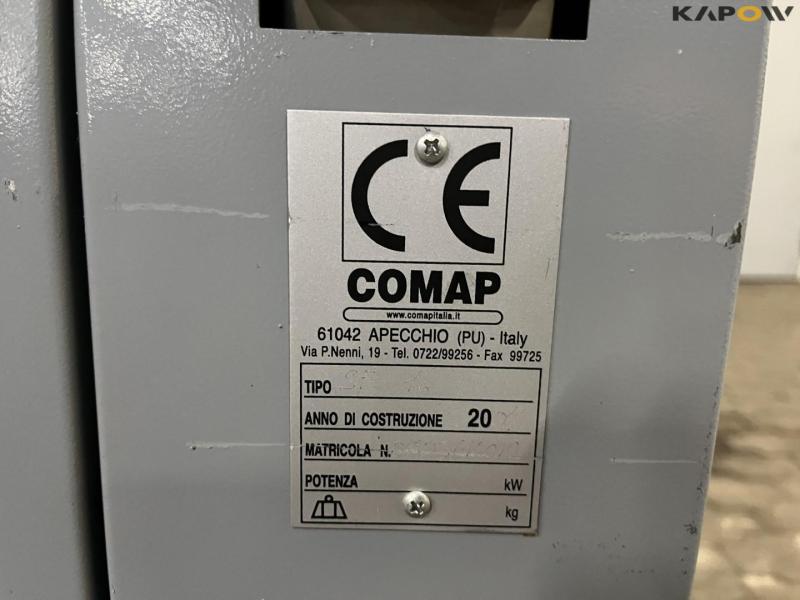 KAPOW
CE
COMAP
www.comapitalia.it
61042 APECCHIO (PU) - Italy
Via P.Nenni, 19 - Tel. 0722/99256 - Fax 99725
TIPO
ANNO DI COSTRUZIONE 20
MATRICOLA N.
POTENZA kW
kg